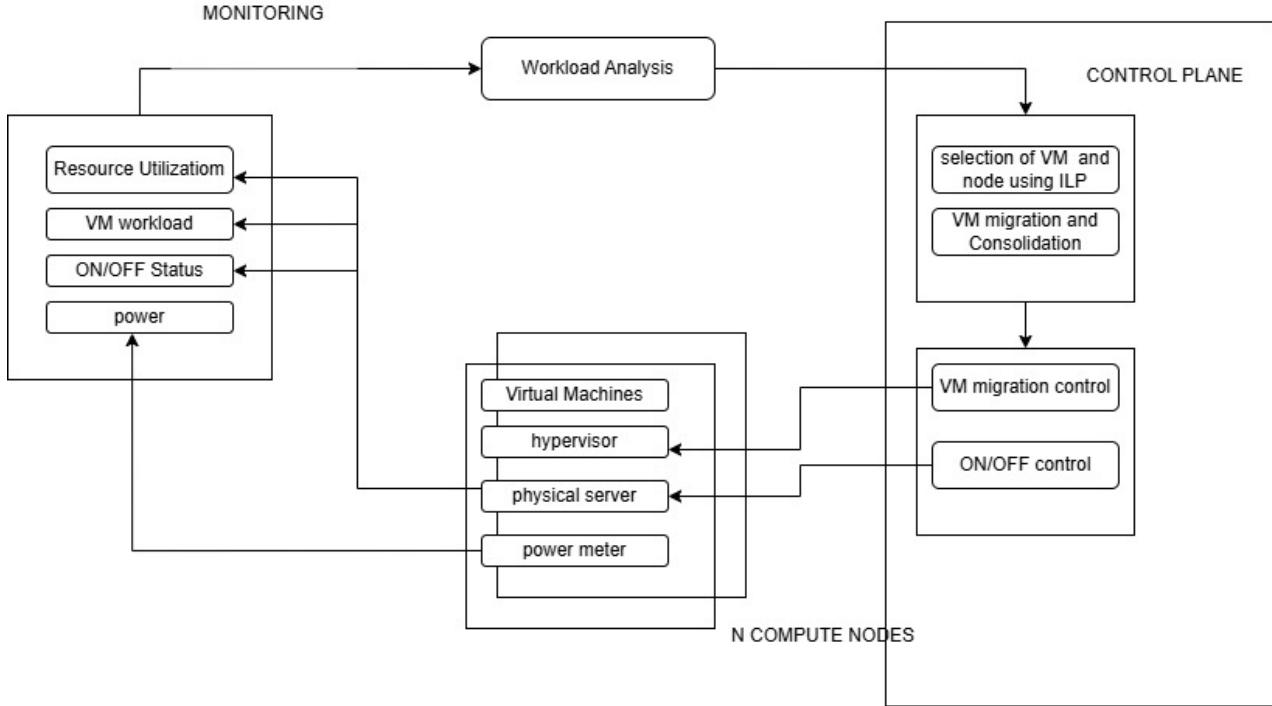 MONITORING
Workload Analysis
CONTROL PLANE
Resource Utilizatiom
VM workload
ON/OFF Status
power
selection of VM and
node using ILP
VM migration and
Consolidation
Virtual Machines
hypervisor
physical server
power meter
VM migration control
ON/OFF control
N COMPUTE NODES